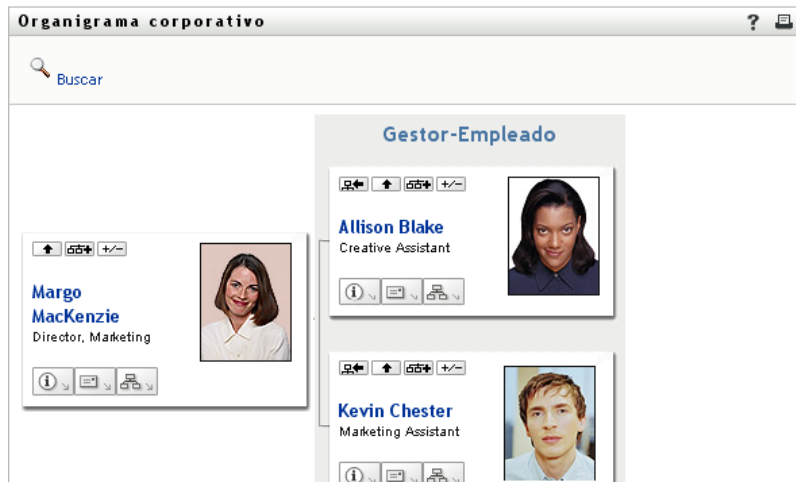 Organigrama corporativo
?
Buscar
Gestor-Empleado
+/-
Allison Blake
Creative Assistant
+/-
Margo
MacKenzie
Director, Marketing
+/-
Kevin Chester
Marketing Assistant